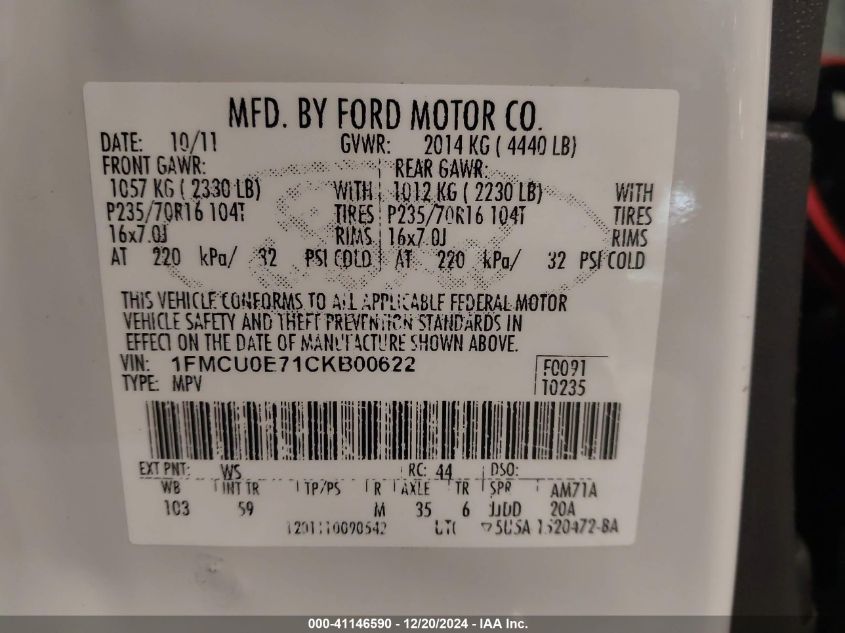 MFD. BY FORD MOTOR CO.
DATE: 10/11 GVWR: 2014 KG ( 4440 LB)
FRONT GAWR: REAR GAWR:
1057 KG ( 2330 LB) WITH 1012 KG ( 2230 LB) WITH
P235/70R16 104T TIRES P235/70R16 104T TIRES
16x7.0J RIMS 16x7.0J RIMS
AT 220 kPa/ 32 PSI COLD AT 220 kPa/ 32 PSI COLD
THIS VEHICLE CONFORMS TO ALL APPLICABLE FEDERAL MOTOR
VEHICLE SAFETY AND THEFT PREVENTION STANDARDS IN
EFFECT ON THE DATE OF MANUFACTURE SHOWN ABOVE.
VIN: 1FMCU0E71CKB00622 F0091
TYPE: MPV T0235
EXT PNT: WS RC: 44 DSO:
WB INT TR TP/PS R AXLE TR SPR AM71A
103 59 M 35 6 JJDD 20A
UTC
000-41146590 - 12/20/2024 - IAA Inc.